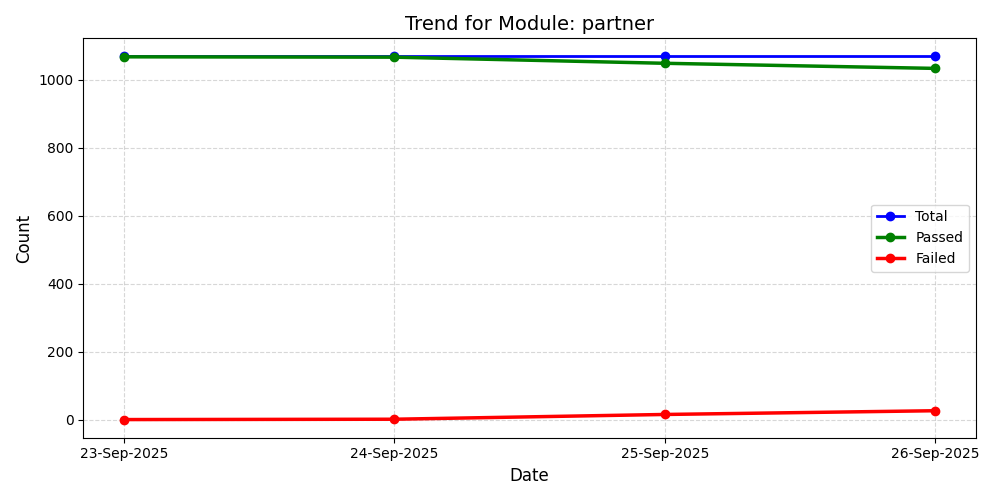 Trend for Module: partner
1000
800
600
400
200
0
Count
Total
Passed
Failed
23-Sep-2025
24-Sep-2025
25-Sep-2025
26-Sep-2025
Date